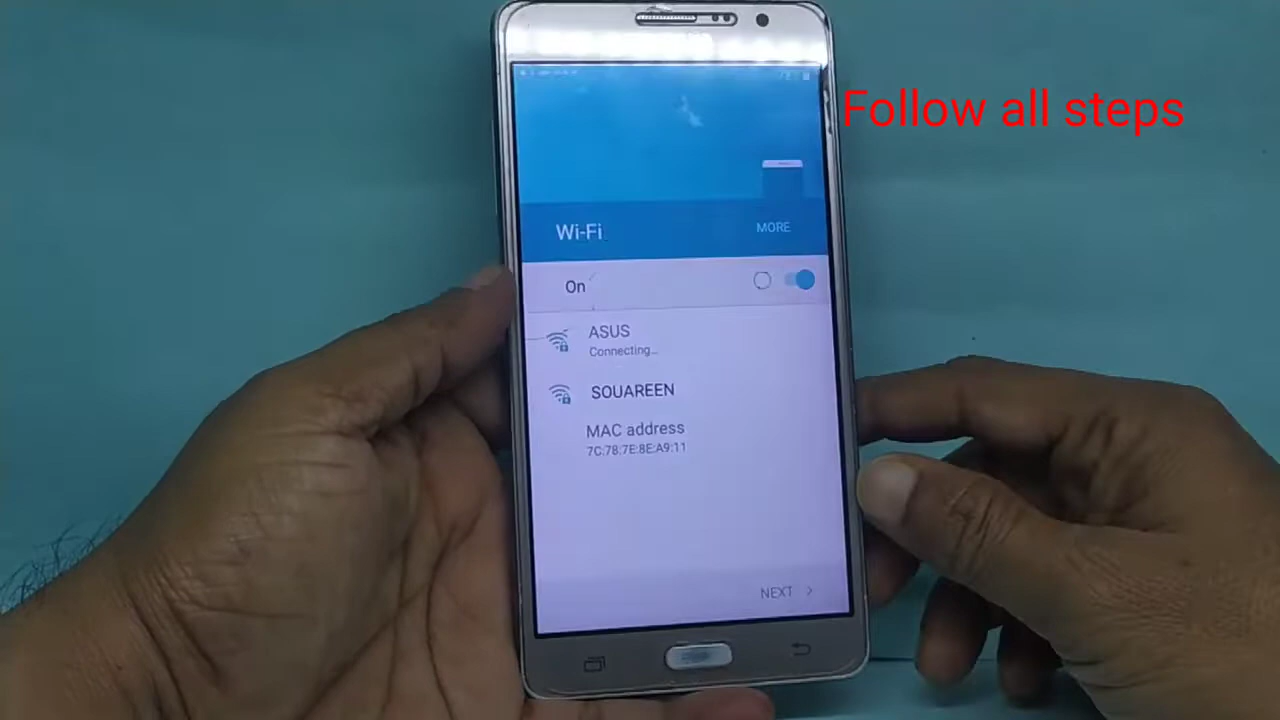 Follow all steps
Wi-Fi
MORE
On
ASUS
Connecting...
SOUAREEN
MAC address
7C:78:7E:8E:A9:11
NEXT